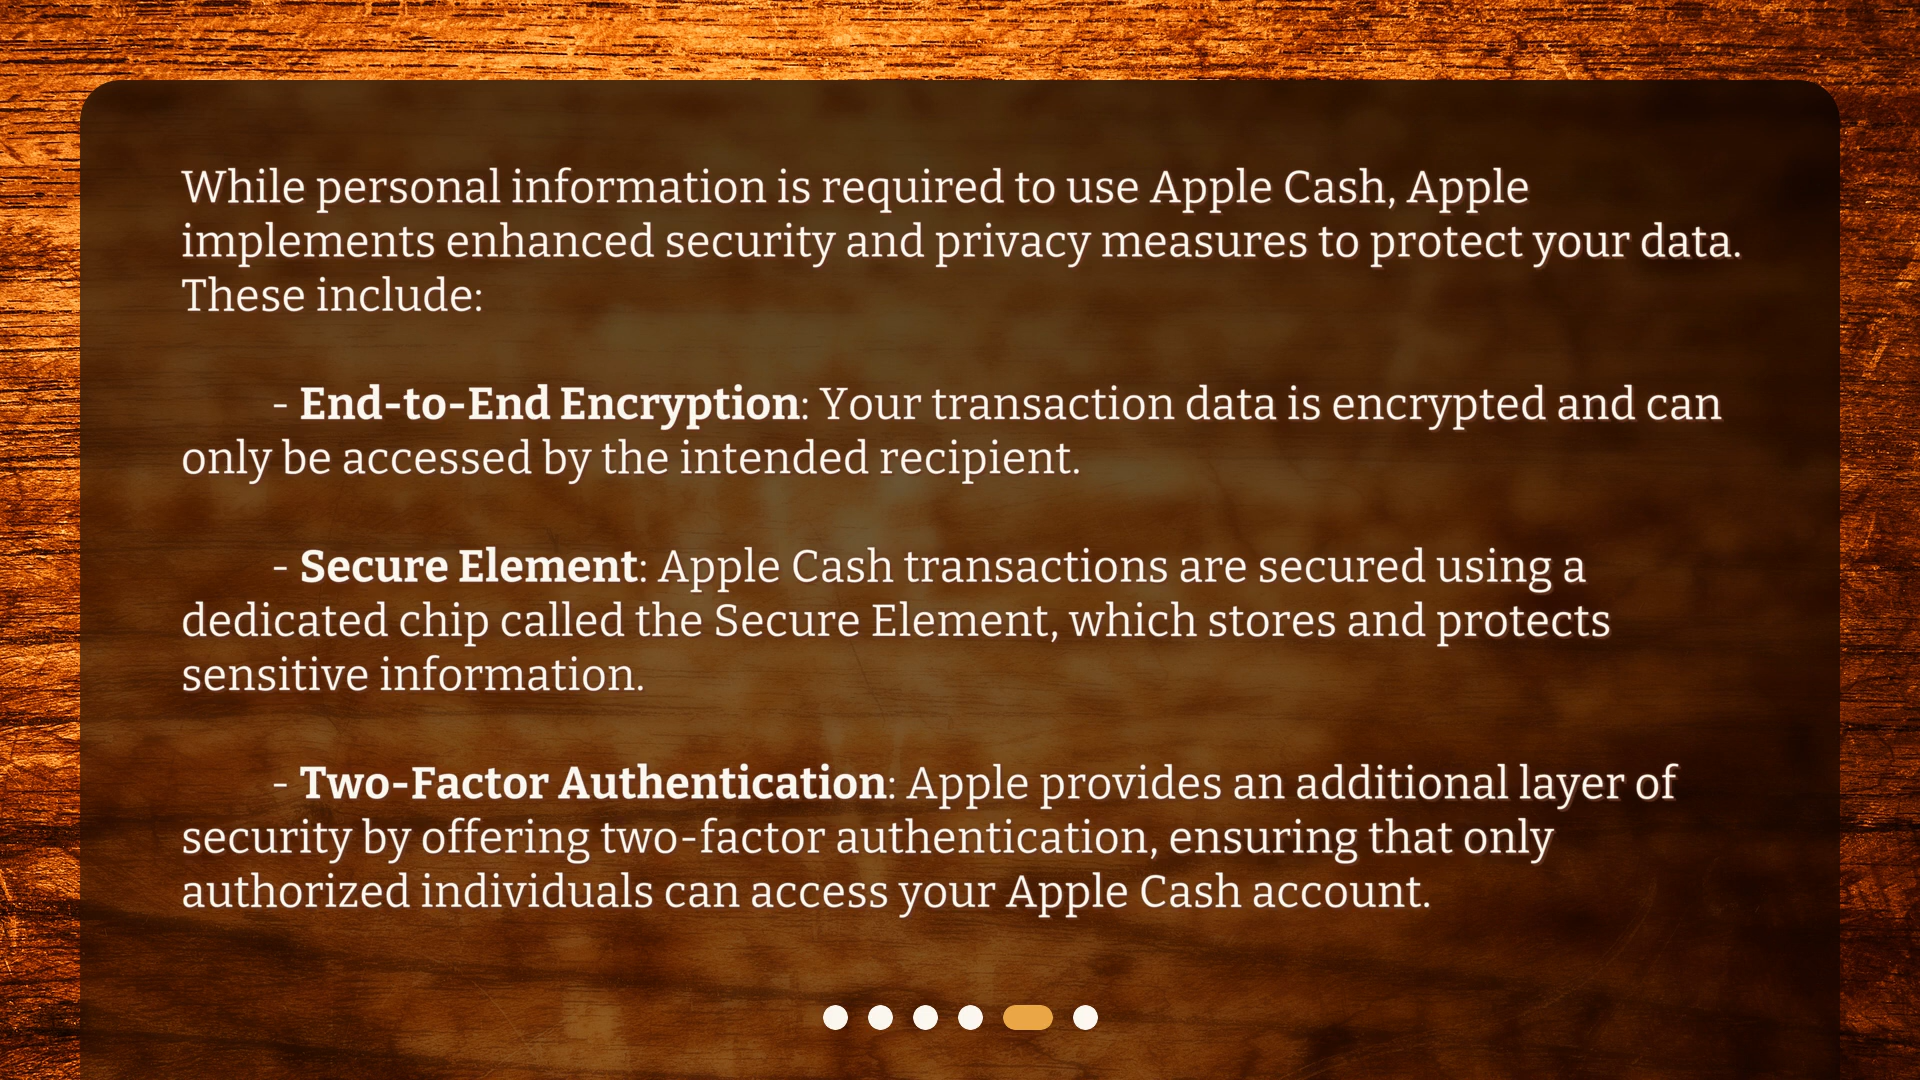 While personal information is required to use Apple Cash, Apple
implements enhanced security and privacy measures to protect your data.
These include:
- End-to-End Encryption: Your transaction data is encrypted and can
only be accessed by the intended recipient.
- Secure Element: Apple Cash transactions are secured using a
dedicated chip called the Secure Element, which stores and protects
sensitive information.
- Two-Factor Authentication: Apple provides an additional layer of
security by offering two-factor authentication, ensuring that only
authorized individuals can access your Apple Cash account.